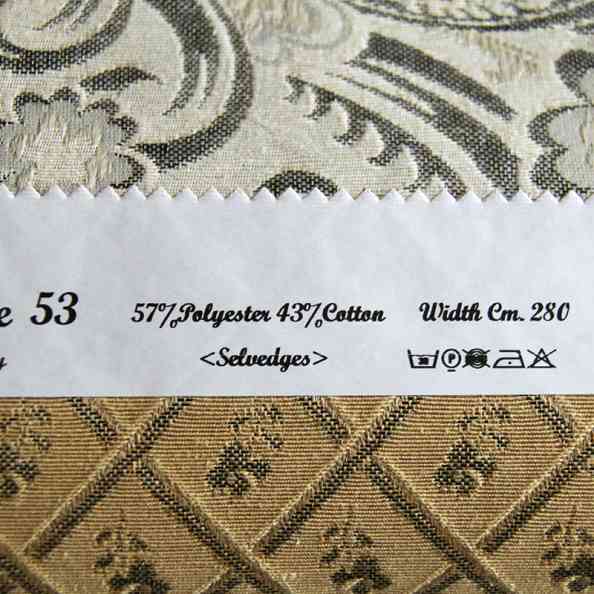 e 53
57%Polyester 43%Cotton
Width Cm. 280
y
<Selvedges>
P